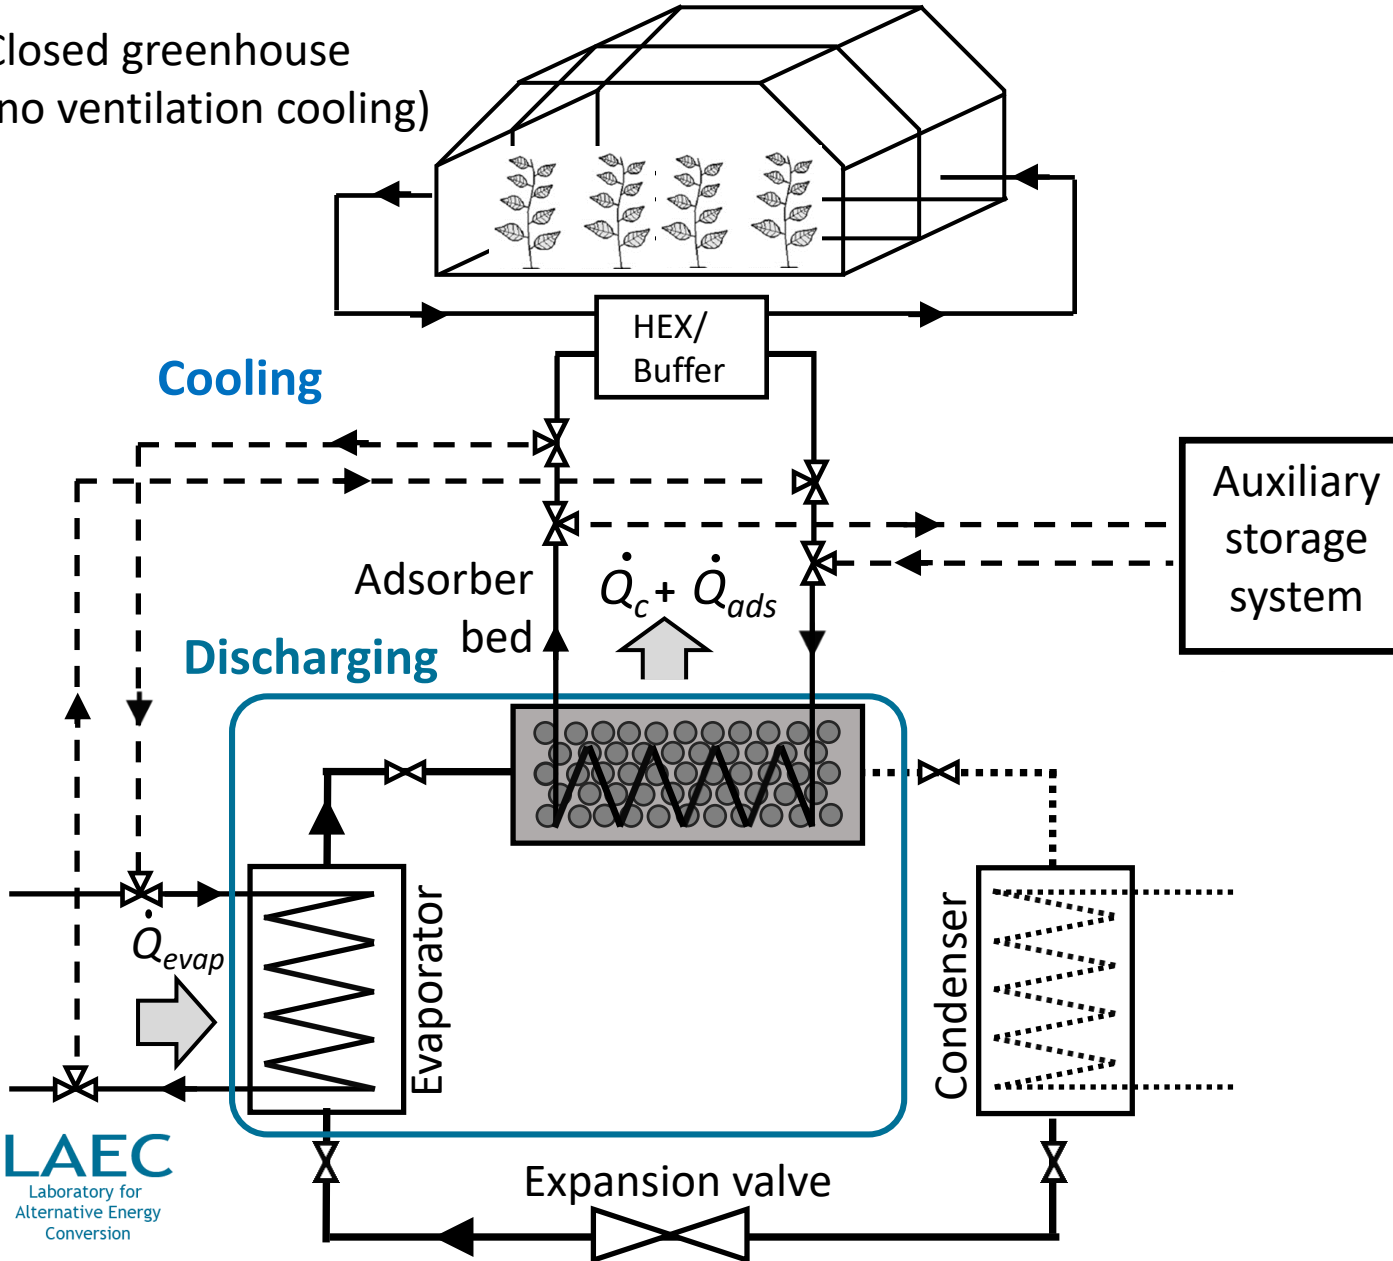 Closed greenhouse
no ventilation cooling)
HEX/
Buffer
Cooling
Auxiliary
storage
system
Adsorber
bed
Q̇c + Q̇ads
Discharging
Q̇evap
Evaporator
Condenser
Expansion valve
LAEC
Laboratory for
Alternative Energy
Conversion